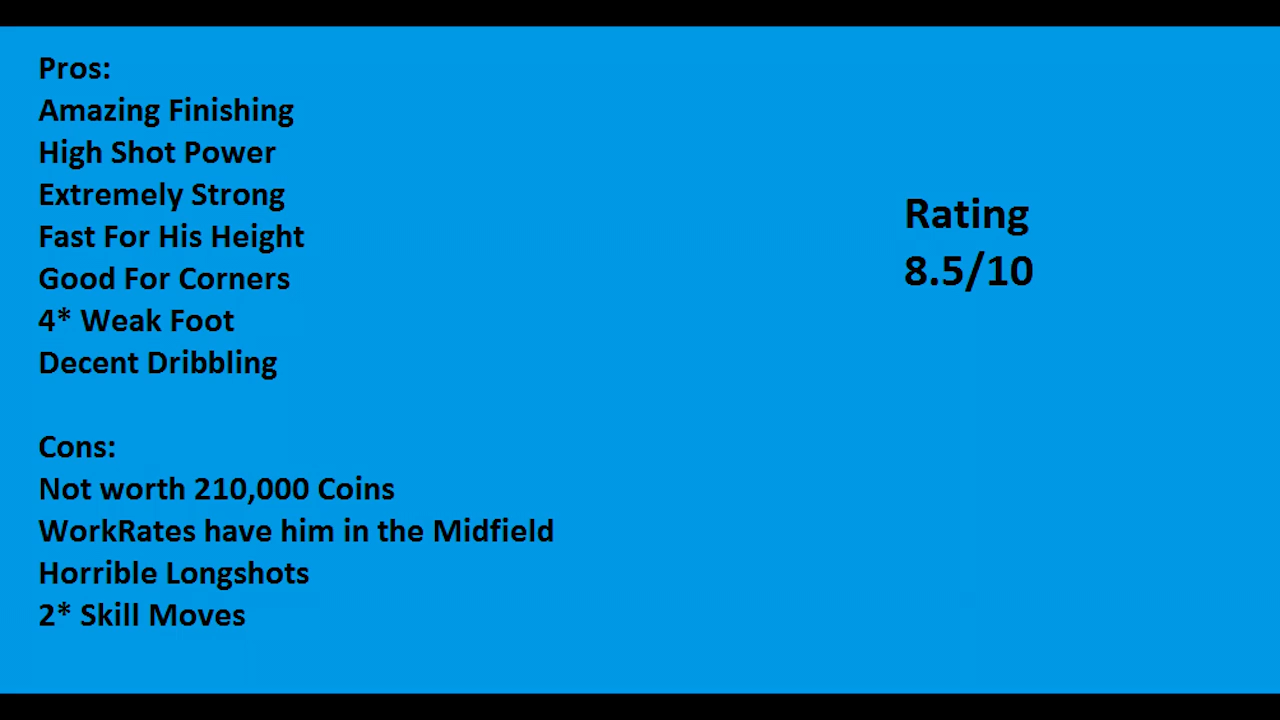 Pros:
Amazing Finishing
High Shot Power
Extremely Strong
Fast For His Height
Good For Corners
4* Weak Foot
Decent Dribbling
Cons:
Not worth 210,000 Coins
WorkRates have him in the Midfield
Horrible Longshots
2* Skill Moves
Rating
8.5/10